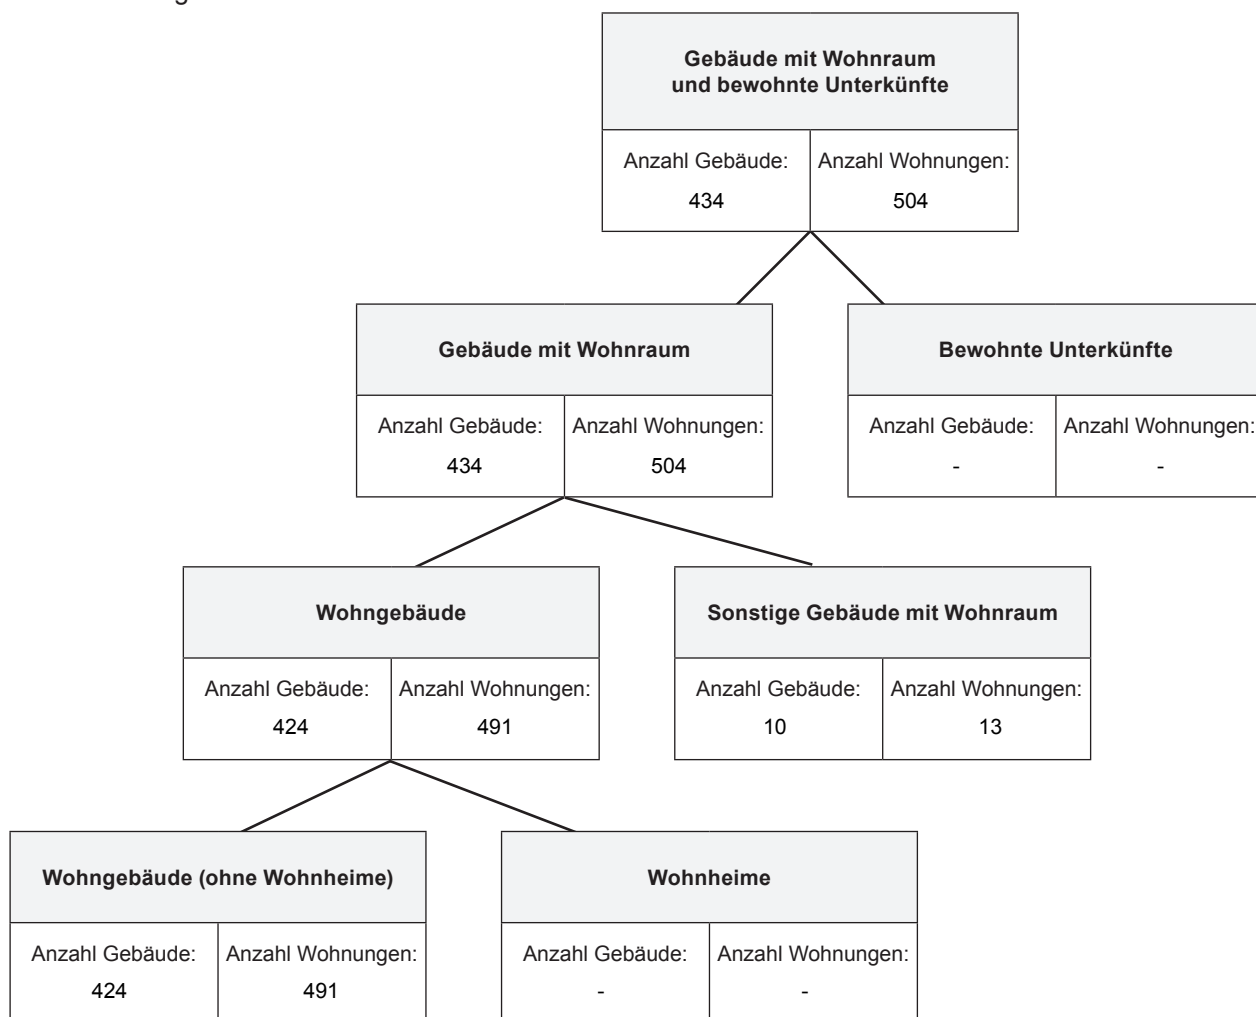 Gebäude mit Wohnraum
und bewohnte Unterkünfte
Anzahl Gebäude: Anzahl Wohnungen:
434 504
Gebäude mit Wohnraum
Bewohnte Unterkünfte
Anzahl Gebäude: Anzahl Wohnungen:
434 504
Anzahl Gebäude: Anzahl Wohnungen:
- -
Wohngebäude
Sonstige Gebäude mit Wohnraum
Anzahl Gebäude: Anzahl Wohnungen:
424 491
Anzahl Gebäude: Anzahl Wohnungen:
10 13
Wohngebäude (ohne Wohnheime)
Wohnheime
Anzahl Gebäude: Anzahl Wohnungen:
424 491
Anzahl Gebäude: Anzahl Wohnungen:
- -